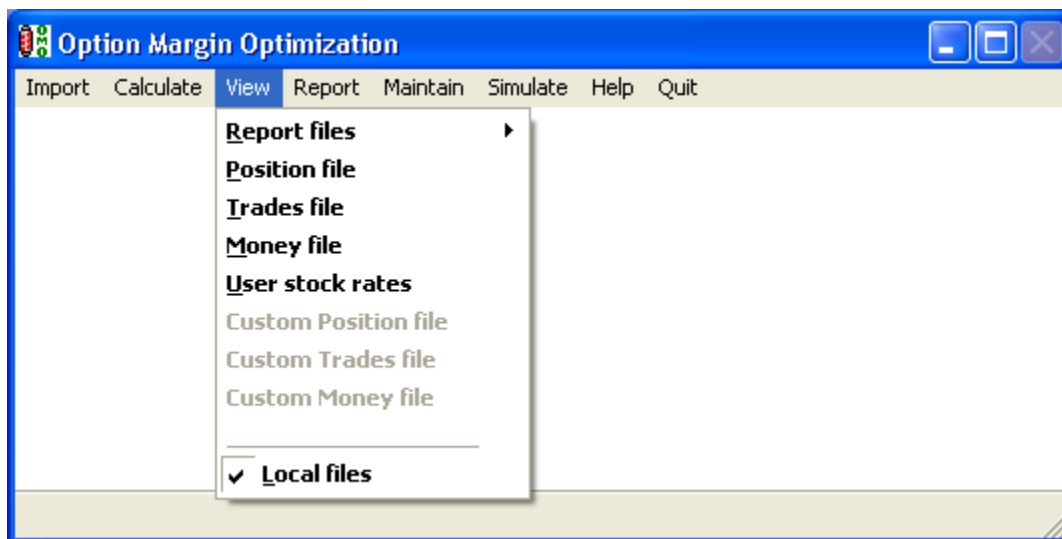 OMO Option Margin Optimization
Import Calculate View Report Maintain Simulate Help Quit
Report files
Position file
Trades file
Money file
User stock rates
Custom Position file
Custom Trades file
Custom Money file
Local files